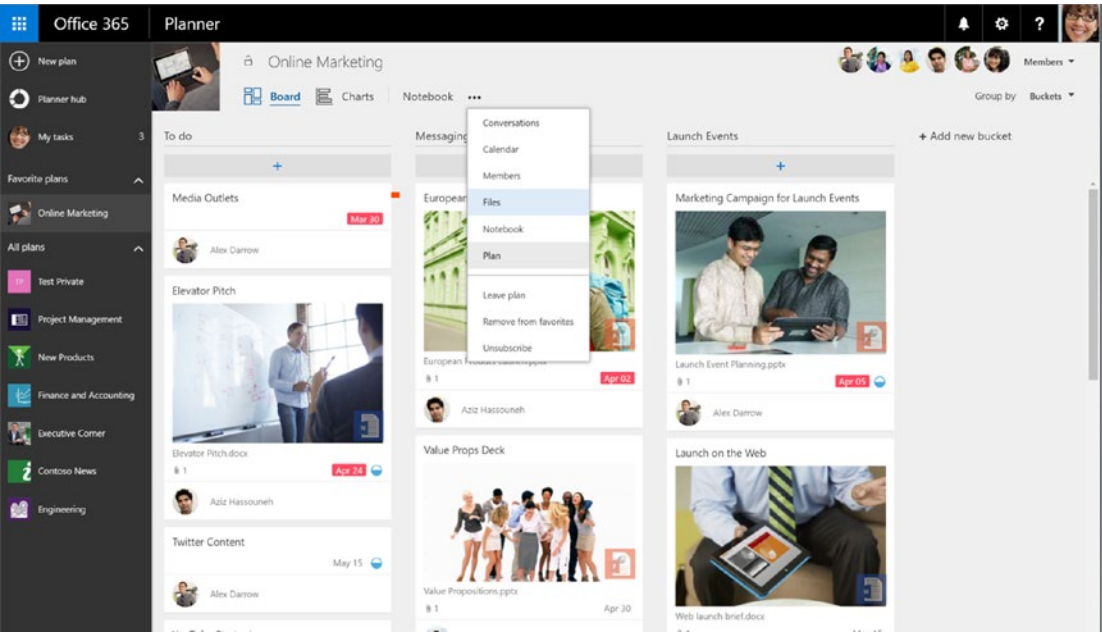 Office 365
Planner
?
New plan
Planner hub
My tasks 3
Favorite plans
Online Marketing
All plans
TP Test Private
Project Management
New Products
Finance and Accounting
Executive Corner
Contoso News
Engineering
Online Marketing
Members
Board
Charts
Notebook
Group by Buckets
Conversations
Calendar
Members
Files
Notebook
Plan
Leave plan
Remove from favorites
Unsubscribe
To do
Media Outlets
Mar 30
Alex Darrow
Elevator Pitch
Elevator Pitch.docx
1
Apr 24
Aziz Hassouneh
Twitter Content
May 15
Alex Darrow
Messaging
European
European
1
Apr 02
Aziz Hassouneh
Value Props Deck
Value Propositions.pptx
1
Apr 30
Launch Events
Marketing Campaign for Launch Events
Launch Event Planning.pptx
1
Apr 05
Alex Darrow
Launch on the Web
Web launch brief.docx
+ Add new bucket